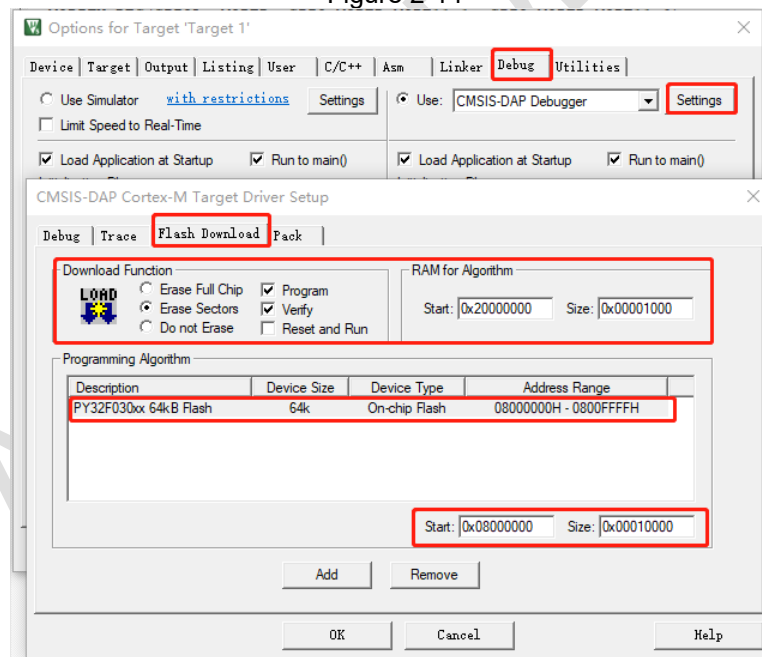 Options for Target 'Target 1'
Device Target Output Listing User C/C++ Asm Linker Debug Utilities
Use Simulator with restrictions Settings Use: CMSIS-DAP Debugger Settings
Limit Speed to Real-Time
Load Application at Startup Run to main() Load Application at Startup Run to main()
CMSIS-DAP Cortex-M Target Driver Setup
Debug Trace Flash Download Pack
Download Function RAM for Algorithm
LOAD Erase Full Chip Program
Erase Sectors Verify Start: 0x20000000 Size: 0x00001000
Do not Erase Reset and Run
Programming Algorithm
Description Device Size Device Type Address Range
PY32F030xx 64kB Flash 64k On-chip Flash 08000000H - 0800FFFFH
Start: 0x08000000 Size: 0x00010000
Add Remove
OK Cancel Help